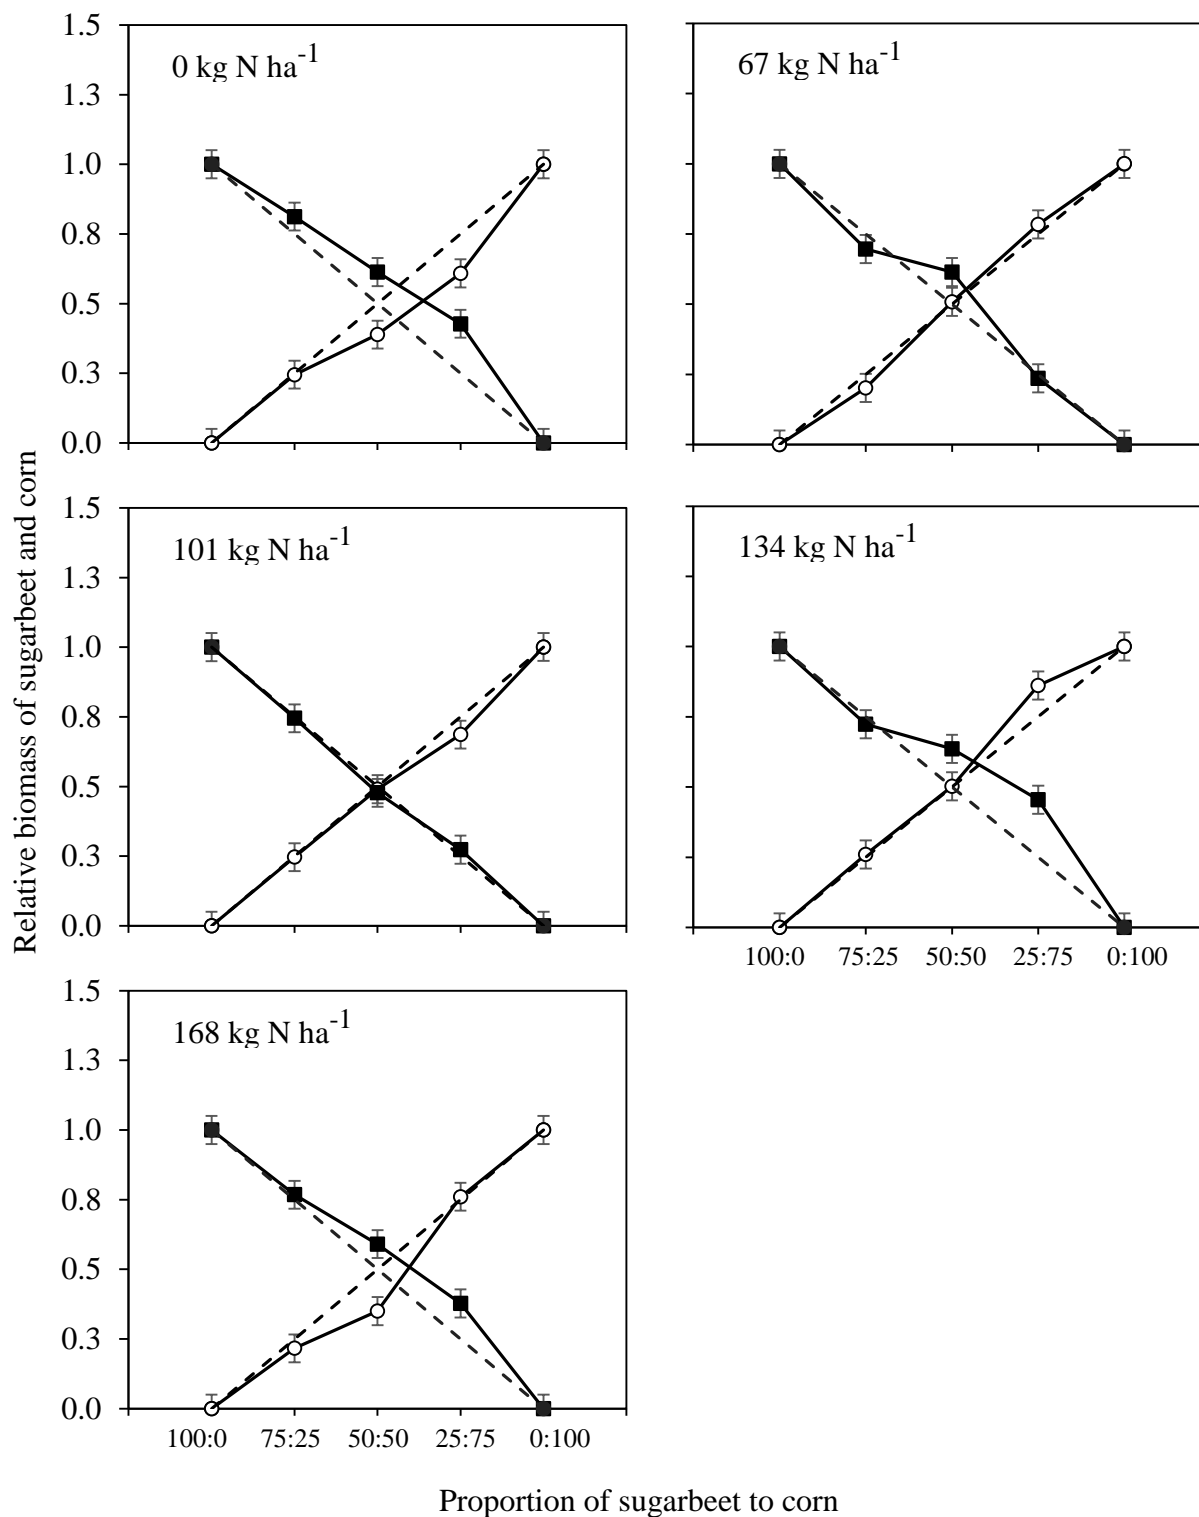 0 kg N ha-1
1.5
1.3
1.0
0.8
0.5
0.3
0.0
67 kg N ha-1
101 kg N ha-1
1.5
1.3
1.0
0.8
0.5
0.3
0.0
134 kg N ha-1
100:0 75:25 50:50 25:75 0:100
168 kg N ha-1
1.5
1.3
1.0
0.8
0.5
0.3
0.0
100:0 75:25 50:50 25:75 0:100
Relative biomass of sugarbeet and corn
Proportion of sugarbeet to corn